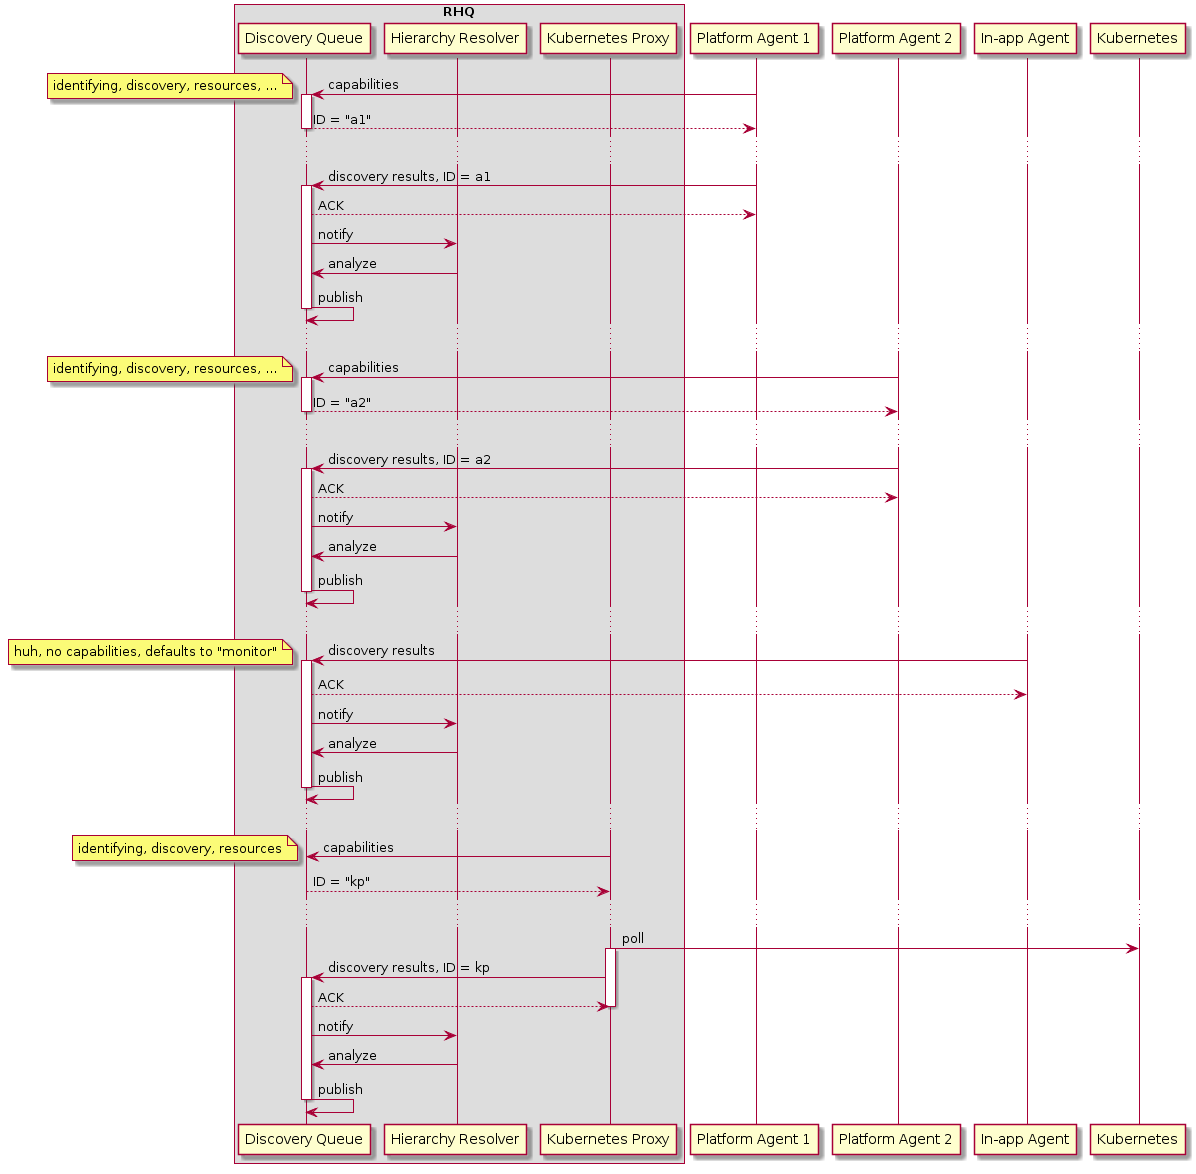 RHQ
Discovery Queue
Hierarchy Resolver
Kubernetes Proxy
Platform Agent 1
Platform Agent 2
In-app Agent
Kubernetes
identifying, discovery, resources, ...
capabilities
ID = "a1"
discovery results, ID = a1
ACK
notify
analyze
publish
identifying, discovery, resources, ...
capabilities
ID = "a2"
discovery results, ID = a2
ACK
notify
analyze
publish
huh, no capabilities, defaults to "monitor"
discovery results
ACK
notify
analyze
publish
identifying, discovery, resources
capabilities
ID = "kp"
poll
discovery results, ID = kp
ACK
notify
analyze
publish
Discovery Queue
Hierarchy Resolver
Kubernetes Proxy
Platform Agent 1
Platform Agent 2
In-app Agent
Kubernetes